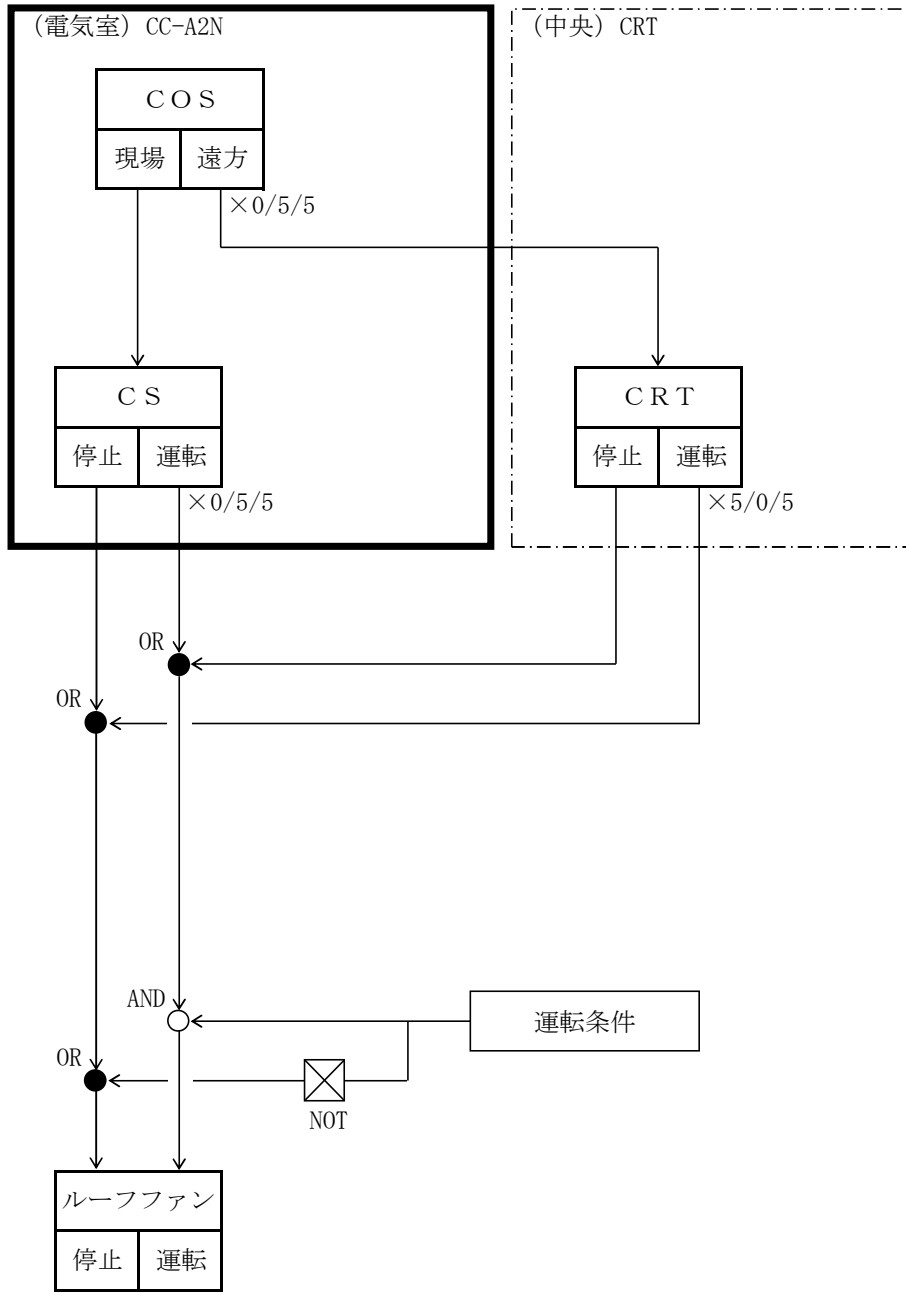 (電気室) CC-A2N
(中央) CRT
ＣＯＳ
現場 遠方
×0/5/5
ＣＳ
停止 運転
×0/5/5
ＣＲＴ
停止 運転
×5/0/5
OR
OR
AND
運転条件
OR
NOT
ルーフファン
停止 運転